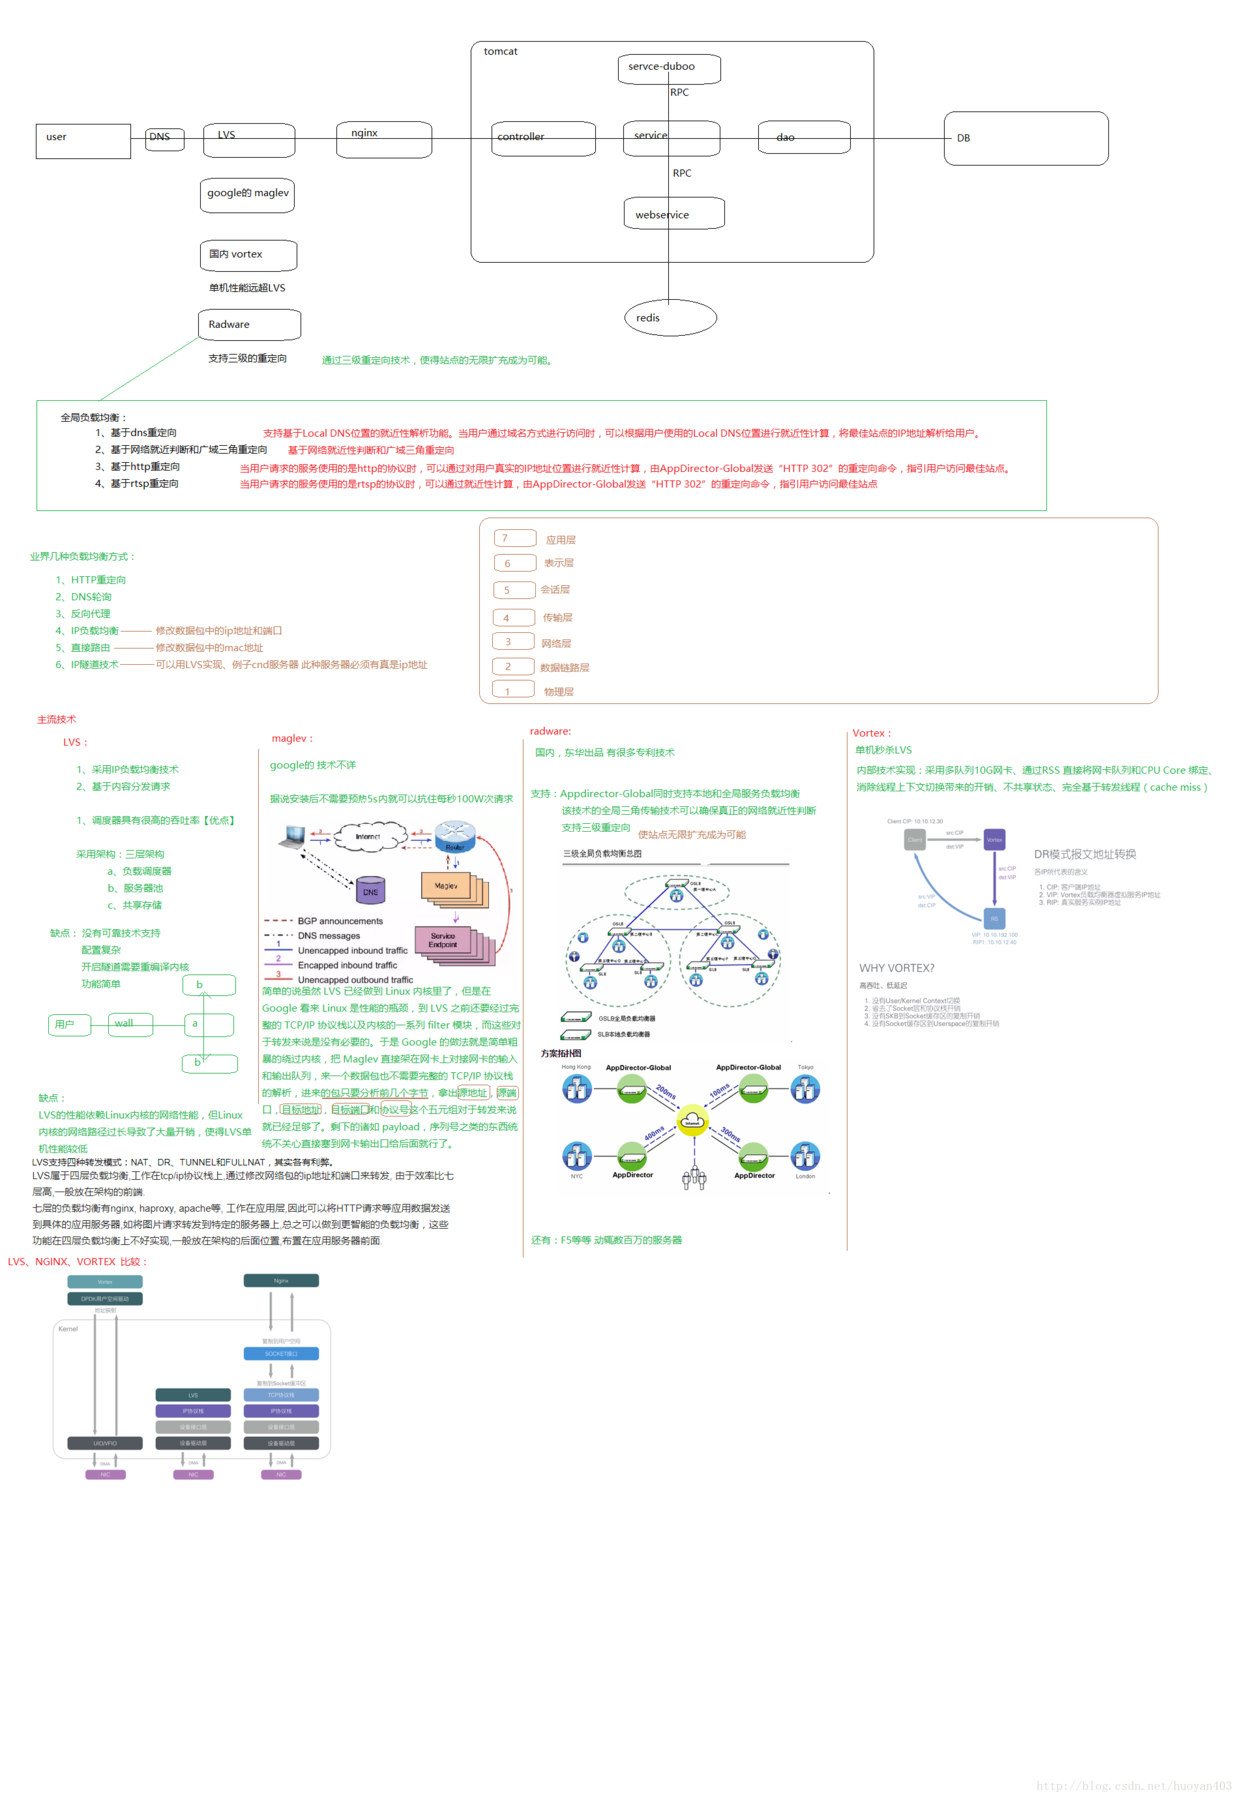 tomcat
servce-duboo
RPC
user
DNS
LVS
nginx
controller
service
dao
DB
RPC
google的 maglev
webservice
国内 vortex
单机性能远超LVS
Radware
redis
支持三级的重定向
通过三级重定向技术，使得站点的无限扩充成为可能。
全局负载均衡：
1、基于dns重定向 支持基于Local DNS位置的就近性解析功能。当用户通过域名方式进行访问时，可以根据用户使用的Local DNS位置进行就近性计算，将最佳站点的IP地址解析给用户。
2、基于网络就近判断和广域三角重定向 基于网络就近性判断和广域三角重定向
3、基于http重定向 当用户请求的服务使用的是http的协议时，可以通过对用户真实的IP地址位置进行就近性计算，由AppDirector-Global发送“HTTP 302”的重定向命令，指引用户访问最佳站点。
4、基于rtsp重定向 当用户请求的服务使用的是rtsp的协议时，可以通过就近性计算，由AppDirector-Global发送“HTTP 302”的重定向命令，指引用户访问最佳站点
业界几种负载均衡方式：
1、HTTP重定向
2、DNS轮询
3、反向代理
4、IP负载均衡 修改数据包中的ip地址和端口
5、直接路由 修改数据包中的mac地址
6、IP隧道技术 可以用LVS实现、例子cnd服务器 此种服务器必须有真是ip地址
7 应用层
6 表示层
5 会话层
4 传输层
3 网络层
2 数据链路层
1 物理层
主流技术
LVS：
1、采用IP负载均衡技术
2、基于内容分发请求
1、调度器具有很高的吞吐率【优点】
采用架构：三层架构
a、负载调度器
b、服务器池
c、共享存储
缺点： 没有可靠技术支持
配置复杂
开启隧道需要重编译内核
功能简单
b
用户
wall
a
b
缺点：
LVS的性能依赖Linux内核的网络性能，但Linux
内核的网络路径过长导致了大量开销，使得LVS单
机性能较低
LVS支持四种转发模式：NAT、DR、TUNNEL和FULLNAT，其实各有利弊。
LVS属于四层负载均衡,工作在tcp/ip协议栈上,通过修改网络包的ip地址和端口来转发, 由于效率比七
层高,一般放在架构的前端.
七层的负载均衡有nginx, haproxy, apache等, 工作在应用层,因此可以将HTTP请求等应用数据发送
到具体的应用服务器,如将图片请求转发到特定的服务器上,总之可以做到更智能的负载均衡，这些
功能在四层负载均衡上不好实现,一般放在架构的后面位置,布置在应用服务器前面.
maglev：
google的 技术不详
据说安装后不需要预热5s内就可以抗住每秒100W次请求
Internet
Router
DNS
Maglev
Service
Endpoint
1
2
3
BGP announcements
DNS messages
1 Unencapped inbound traffic
2 Encapped inbound traffic
3 Unencapped outbound traffic
简单的说虽然 LVS 已经做到 Linux 内核里了，但是在
Google 看来 Linux 是性能的瓶颈，到 LVS 之前还要经过完
整的 TCP/IP 协议栈以及内核的一系列 filter 模块，而这些对
于转发来说是没有必要的。于是 Google 的做法就是简单粗
暴的绕过内核，把 Maglev 直接架在网卡上对接网卡的输入
和输出队列，来一个数据包也不需要完整的 TCP/IP 协议栈
的解析，进来的包只要分析前几个字节，拿出源地址，源端
口，目标地址，目标端口和协议号这个五元组对于转发来说
就已经足够了。剩下的诸如 payload，序列号之类的东西统
统不关心直接塞到网卡输出口给后面就行了。
radware:
国内，东华出品 有很多专利技术
支持：Appdirector-Global同时支持本地和全局服务负载均衡
该技术的全局三角传输技术可以确保真正的网络就近性判断
支持三级重定向 使站点无限扩充成为可能
三级全局负载均衡总图
GSLB
GSLB
GSLB
SLB
SLB
SLB
SLB
GSLB全局负载均衡器
SLB本地负载均衡器
方案拓扑图
Hong Kong
AppDirector-Global
AppDirector-Global
Tokyo
200ms
100ms
Internet
400ms
300ms
NYC
AppDirector
AppDirector
London
还有：F5等等 动辄数百万的服务器
Vortex：
单机秒杀LVS
内部技术实现：采用多队列10G网卡、通过RSS 直接将网卡队列和CPU Core 绑定、
消除线程上下文切换带来的开销、不共享状态、完全基于转发线程（cache miss）
Client CIP: 10.10.12.30
Client
src:CIP
dst:VIP
Vortex
src:CIP
dst:VIP
src:VIP
dst:CIP
RS
VIP: 10.10.192.100
RIP1: 10.10.12.40
DR模式报文地址转换
各IP所代表的意义
1. CIP: 客户端IP地址
2. VIP: Vortex负载均衡器虚拟服务IP地址
3. RIP: 真实服务实例IP地址
WHY VORTEX?
高吞吐、低延迟
1. 没有User/Kernel Context切换
2. 省去了Socket层和协议栈开销
3. 没有SKB到Socket缓存区的复制开销
4. 没有Socket缓存区到Userspace的复制开销
LVS、NGINX、VORTEX 比较：
Vortex
DPDK用户空间驱动
地址映射
Kernel
UIO/VFIO
DMA
NIC
LVS
IP协议栈
设备接口层
设备驱动层
DMA
NIC
Nginx
复制到用户空间
SOCKET接口
复制到Socket缓存区
TCP协议栈
IP协议栈
设备接口层
设备驱动层
DMA
NIC
http://blog.csdn.net/huoyan403